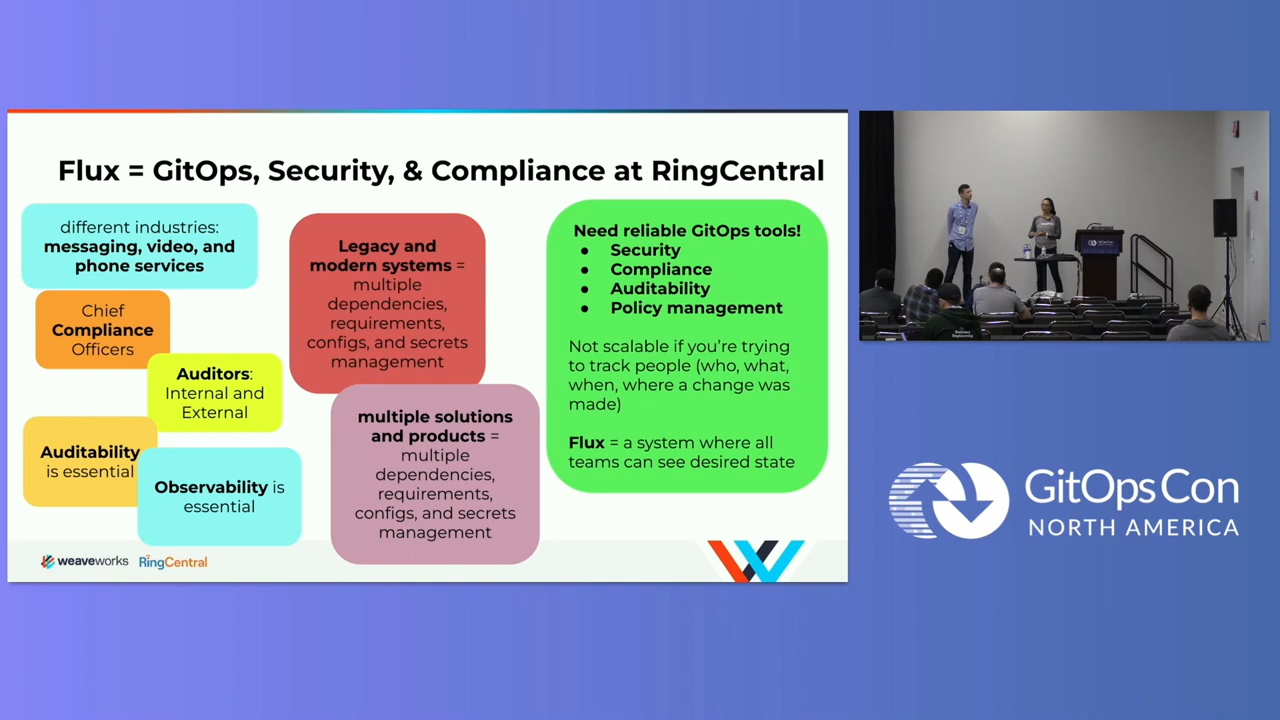 Flux = GitOps, Security, & Compliance at RingCentral
different industries:
messaging, video, and
phone services
Chief
Compliance
Officers
Auditors:
Internal and
External
Auditability
is essential
Observability is
essential
Legacy and
modern systems =
multiple
dependencies,
requirements,
configs, and secrets
management
multiple solutions
and products =
multiple
dependencies,
requirements,
configs, and secrets
management
Need reliable GitOps tools!
● Security
● Compliance
● Auditability
● Policy management
Not scalable if you're trying
to track people (who, what,
when, where a change was
made)
Flux = a system where all
teams can see desired state
weaveworks
RingCentral
GitOpsCon
NORTH AMERICA